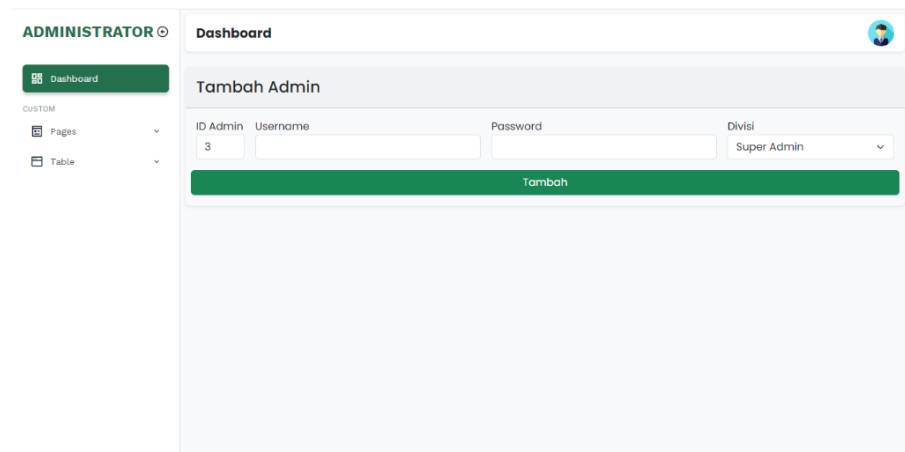 ADMINISTRATOR
Dashboard
Dashboard
CUSTOM
Pages
Table
Tambah Admin
ID Admin Username Password Divisi
3 Super Admin
Tambah